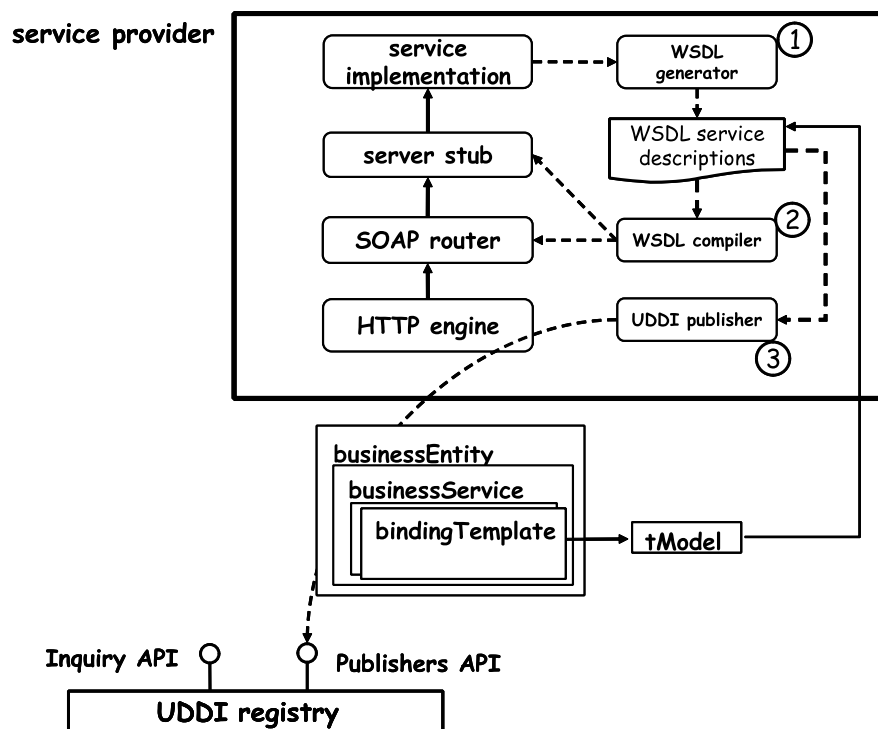 service provider
service
implementation
WSDL
generator
1
server stub
WSDL service
descriptions
SOAP router
WSDL compiler
2
HTTP engine
UDDI publisher
3
businessEntity
businessService
bindingTemplate
tModel
Inquiry API
Publishers API
UDDI registry